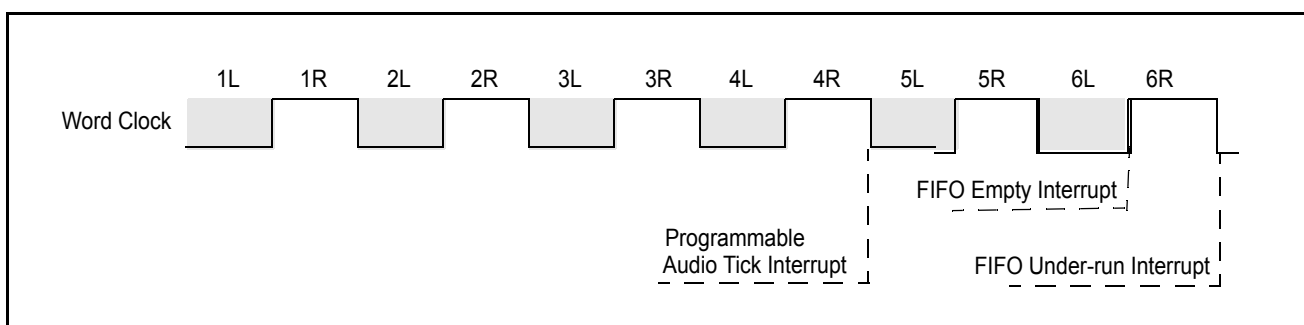 1L 1R 2L 2R 3L 3R 4L 4R 5L 5R 6L 6R
Word Clock
FIFO Empty Interrupt
Programmable
Audio Tick Interrupt
FIFO Under-run Interrupt